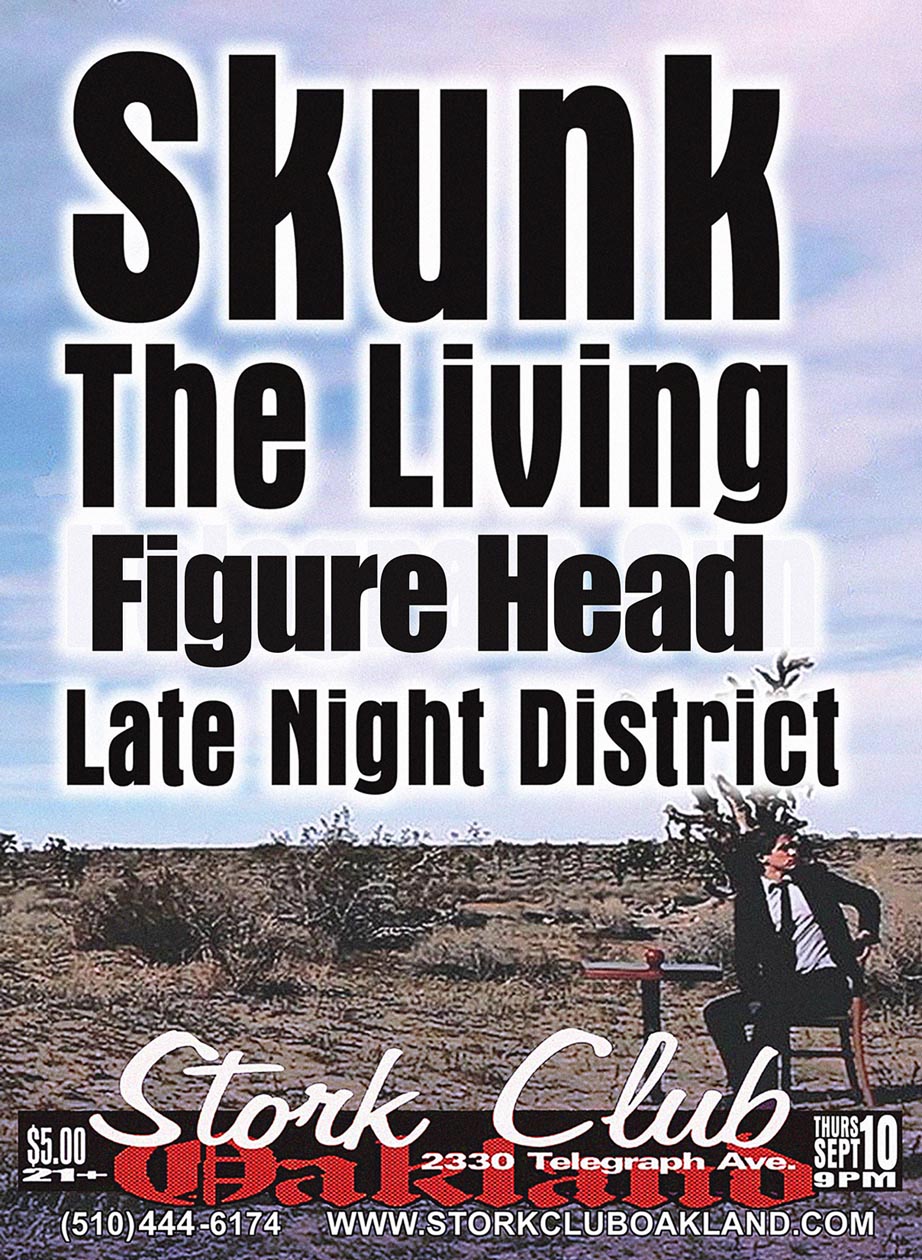 Skunk
The Living
Figure Head
Late Night District
Stork Club
Oakland
2330 Telegraph Ave.
$5.00
21+
THURS
SEPT 10
9PM
(510)444-6174 WWW.STORKCLUBOAKLAND.COM